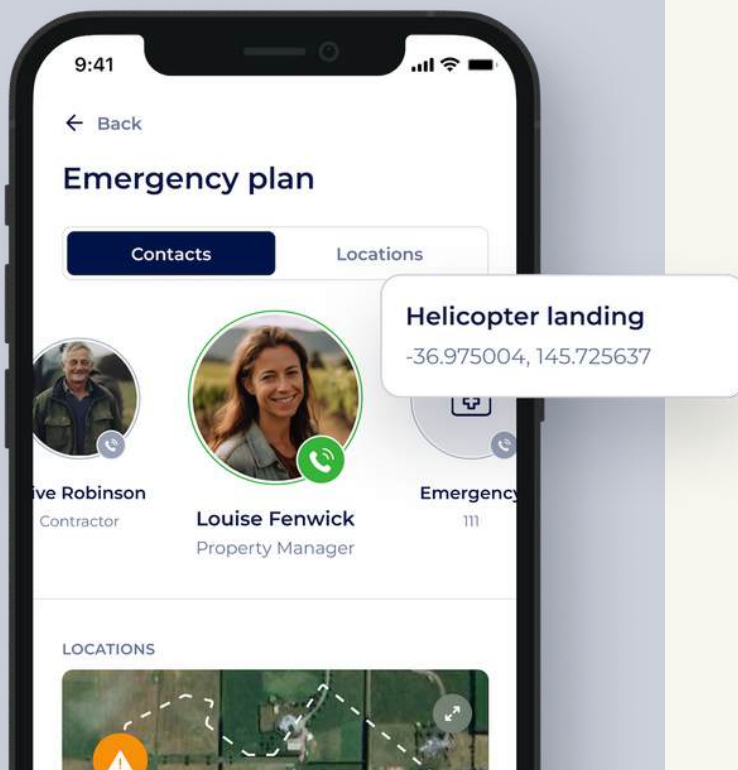 9:41
Back
Emergency plan
Contacts
Locations
Helicopter landing
-36.975004, 145.725637
ive Robinson
Contractor
Louise Fenwick
Property Manager
Emergency
111
LOCATIONS